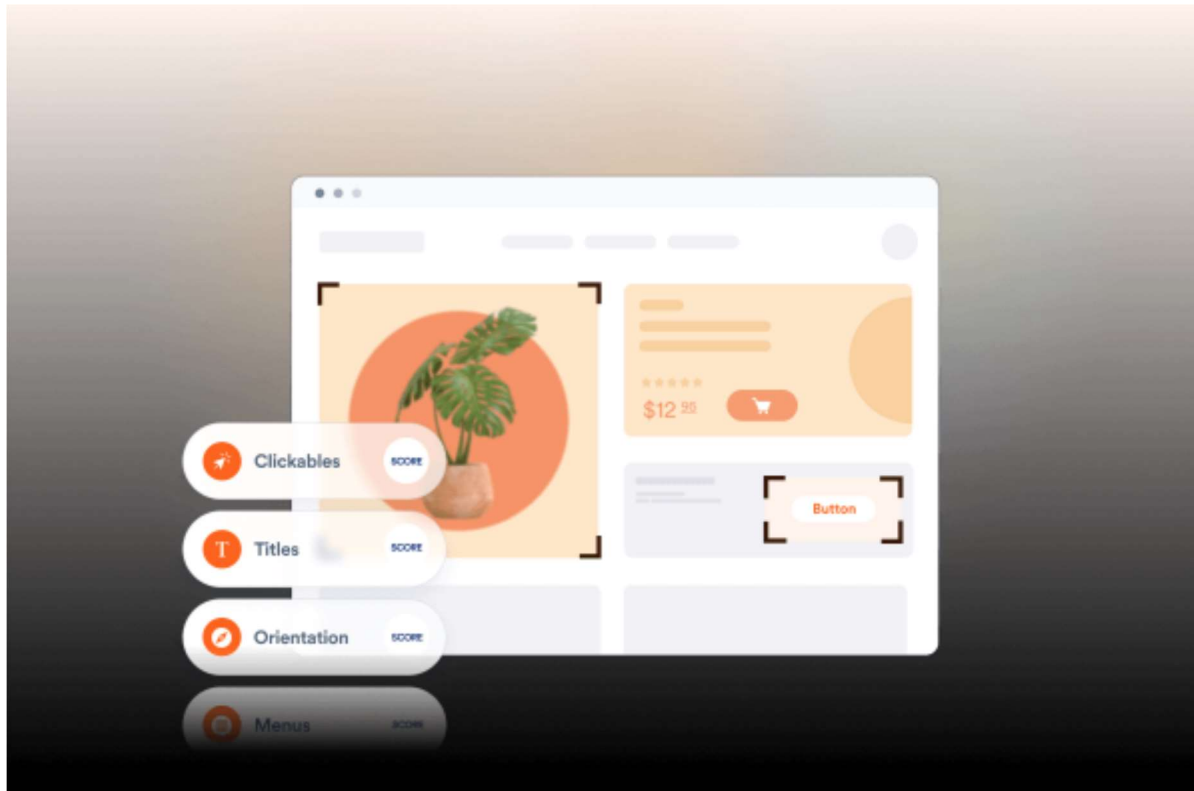 $12 95
Button
Clickables SCORE
T Titles SCORE
Orientation SCORE
Menus SCORE